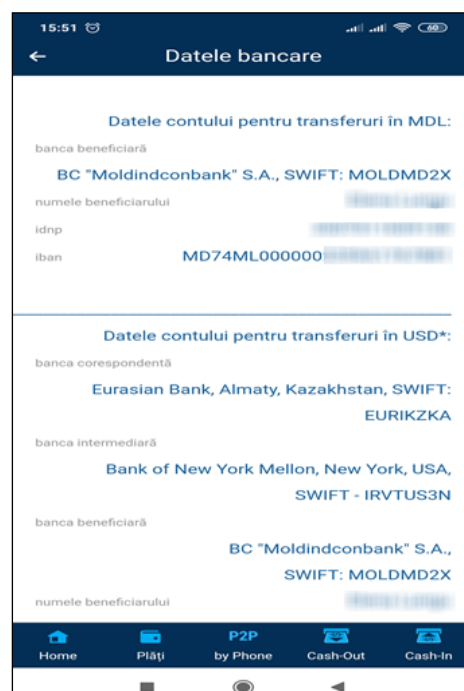 15:51
60
Datele bancare
Datele contului pentru transferuri în MDL:
banca beneficiară
BC "Moldindconbank" S.A., SWIFT: MOLDMD2X
numele beneficiarului
idnp
iban
MD74ML000000
Datele contului pentru transferuri în USD*:
banca corespondentă
Eurasian Bank, Almaty, Kazakhstan, SWIFT:
EURIKZKA
banca intermediară
Bank of New York Mellon, New York, USA,
SWIFT - IRVTUS3N
banca beneficiară
BC "Moldindconbank" S.A.,
SWIFT: MOLDMD2X
numele beneficiarului
P2P
Home Plăți by Phone Cash-Out Cash-In